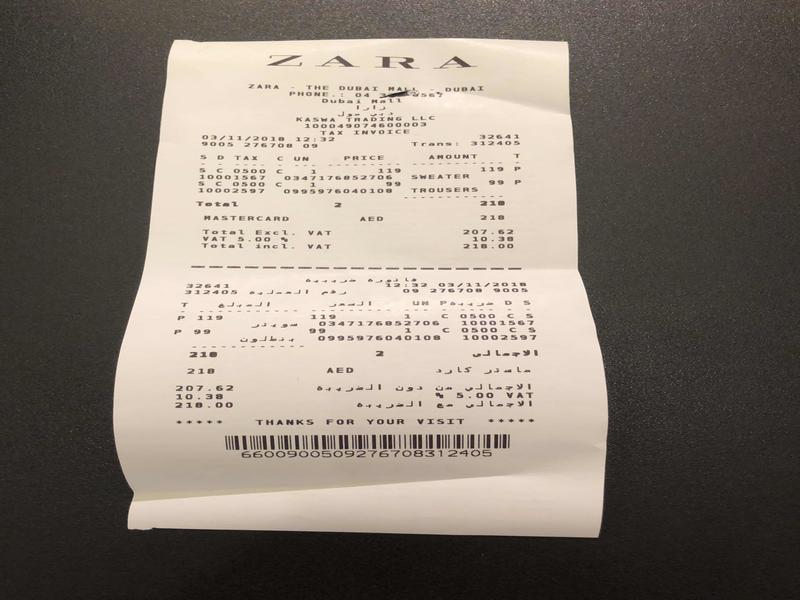 ZARA
ZARA - THE DUBAI MALL - DUBAI
PHONE.: 04
Dubai Mall
زارا
دبي مول
KASWA TRADING LLC
100049074600003
TAX INVOICE
03/11/2018 12:32 32641
9005 276708 09 Trans: 312405
S D TAX C UN PRICE AMOUNT T
S C 0500 C 1 119 119 P
10001567 03471768527​06 SWEATER
S C 0500 C 1 99 99 P
10002597 0995976040108 TROUSERS
Total 2 218
MASTERCARD AED 218
Total Excl. VAT 207.62
VAT 5.00 % 10.38
Total incl. VAT 218.00
فاتورة ضريبية
32641 12:32 03/11/2018
312405 رقم العملية 09 276708 9005
T المبلغ السعر UN ضريبة D S
P 119 119 1 C 0500 C S
سويتر 0347176852706 10001567
P 99 99 1 C 0500 C S
بنطلون 0995976040108 10002597
218 2 الاجمالي
218 AED ماستر كارد
207.62 الاجمالي من دون الضريبة
10.38 % 5.00 VAT
218.00 الاجمالي مع الضريبة
***** THANKS FOR YOUR VISIT *****
6600900509276708312405